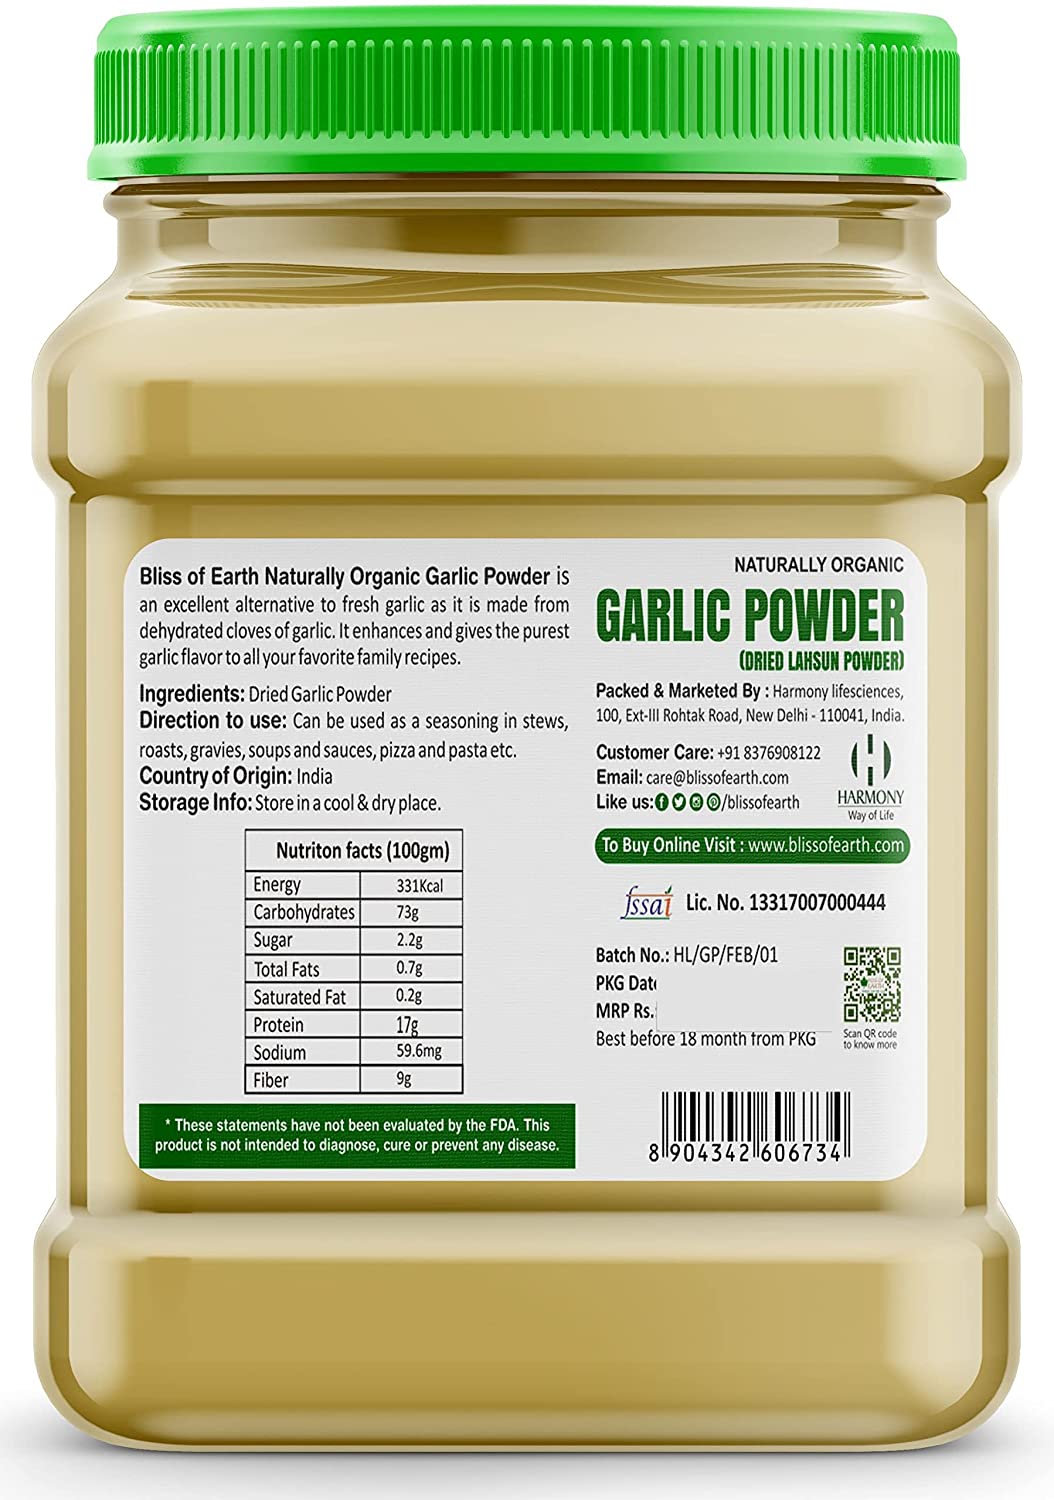 Bliss of Earth Naturally Organic Garlic Powder is
an excellent alternative to fresh garlic as it is made from
dehydrated cloves of garlic. It enhances and gives the purest
garlic flavor to all your favorite family recipes.
Ingredients: Dried Garlic Powder
Direction to use: Can be used as a seasoning in stews,
roasts, gravies, soups and sauces, pizza and pasta etc.
Country of Origin: India
Storage Info: Store in a cool & dry place.
Nutriton facts (100gm)
Energy 331Kcal
Carbohydrates 73g
Sugar 2.2g
Total Fats 0.7g
Saturated Fat 0.2g
Protein 17g
Sodium 59.6mg
Fiber 9g
* These statements have not been evaluated by the FDA. This
product is not intended to diagnose, cure or prevent any disease.
NATURALLY ORGANIC
GARLIC POWDER
(DRIED LAHSUN POWDER)
Packed & Marketed By : Harmony lifesciences,
100, Ext-III Rohtak Road, New Delhi - 110041, India.
Customer Care: +91 8376908122
Email: care@blissofearth.com
Like us: /blissofearth
HARMONY
Way of Life
To Buy Online Visit : www.blissofearth.com
fssai Lic. No. 13317007000444
Batch No.: HL/GP/FEB/01
PKG Dat
MRP Rs.:
Best before 18 month from PKG
Scan QR code
to know more
8 904342 606734